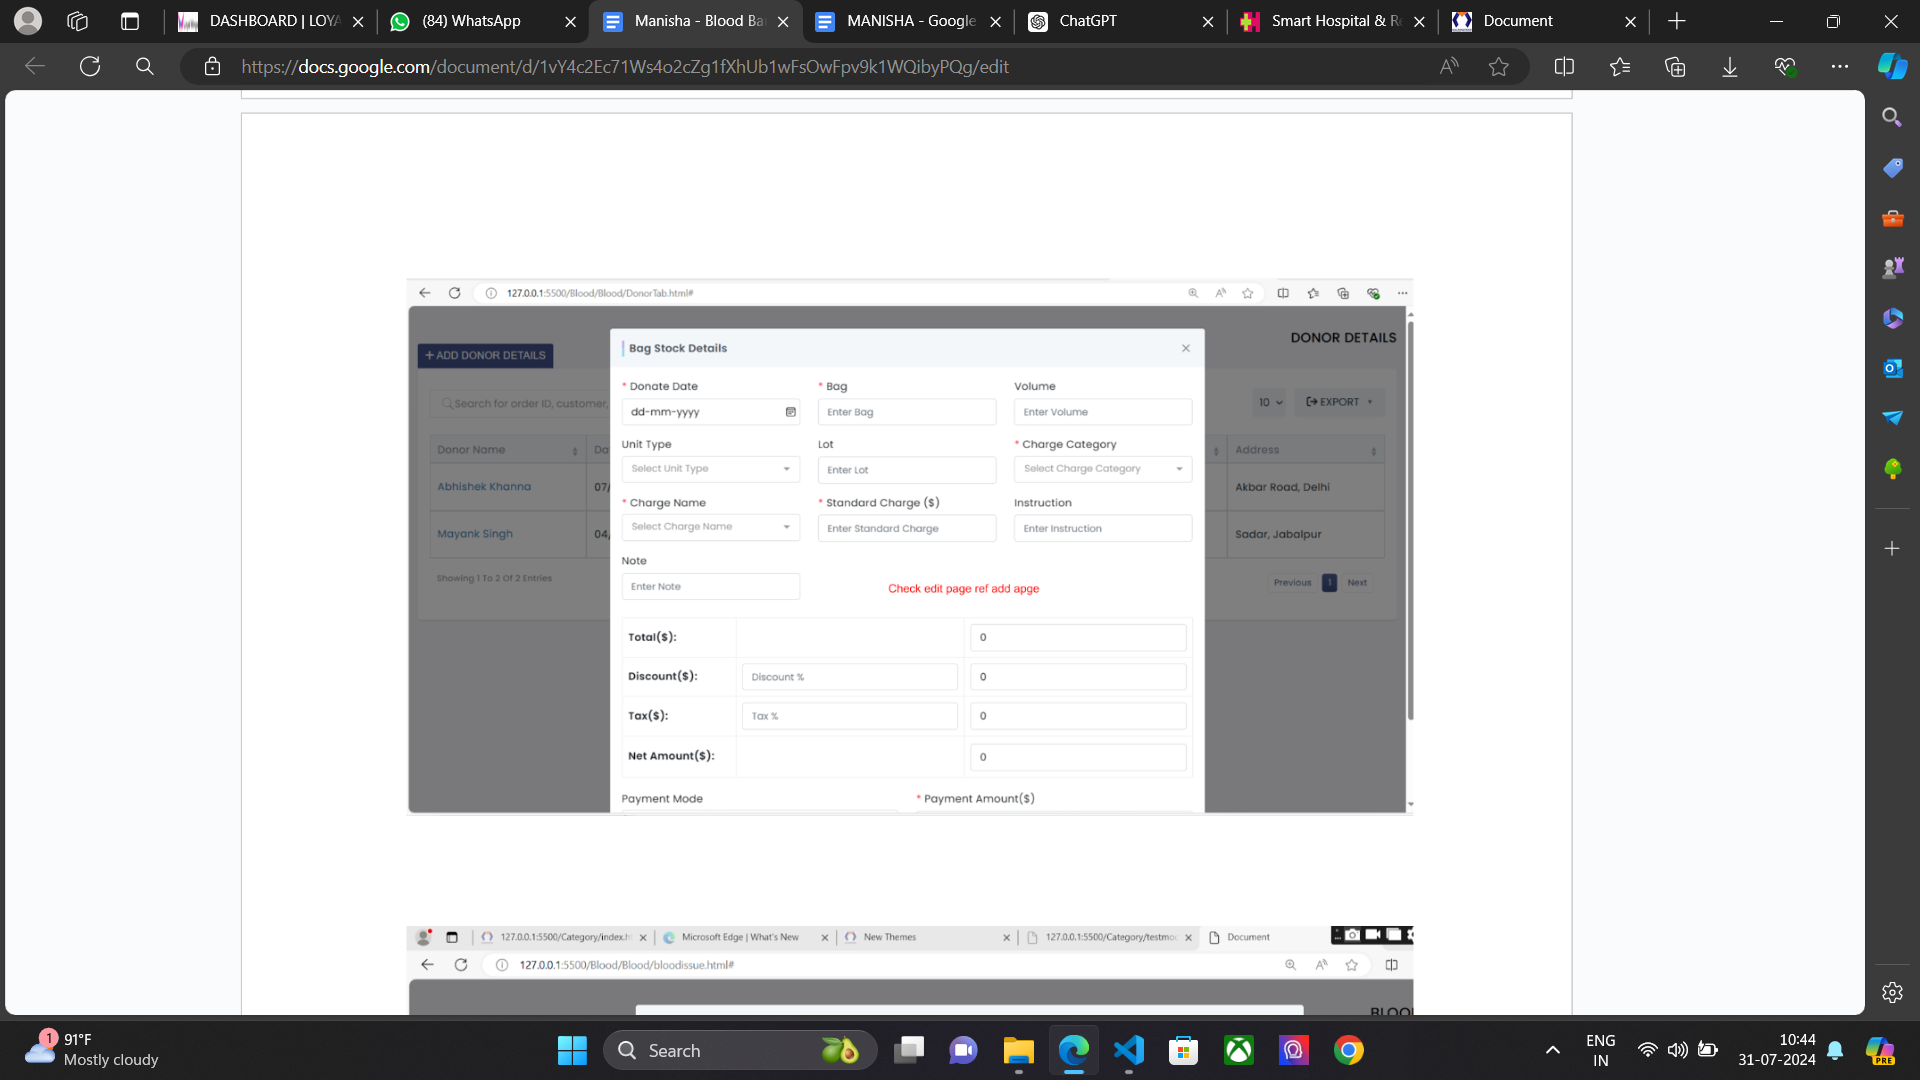 DASHBOARD | LOYA
(84) WhatsApp
Manisha - Blood Ba
MANISHA - Google
ChatGPT
Smart Hospital & R
Document
https://docs.google.com/document/d/1vY4c2Ec71Ws4o2cZg1fXhUb1wFsOwFpv9k1WQibyPQg/edit
127.0.0.1:5500/Blood/Blood/DonorTab.html#
DONOR DETAILS
+ ADD DONOR DETAILS
Bag Stock Details
* Donate Date
* Bag
Volume
dd-mm-yyyy
Enter Bag
Enter Volume
Search for order ID, customer,
10
EXPORT
Unit Type
Lot
* Charge Category
Donor Name
Da
Address
Select Unit Type
Enter Lot
Select Charge Category
Abhishek Khanna
07/
Akbar Road, Delhi
* Charge Name
* Standard Charge ($)
Instruction
Select Charge Name
Enter Standard Charge
Enter Instruction
Mayank Singh
04/
Sadar, Jabalpur
Note
Showing 1 To 2 Of 2 Entries
Previous
1
Next
Enter Note
Check edit page ref add apge
Total($):
0
Discount($):
Discount %
0
Tax($):
Tax %
0
Net Amount($):
0
Payment Mode
* Payment Amount($)
127.0.0.1:5500/Category/index.h
Microsoft Edge | What's New
New Themes
127.0.0.1:5500/Category/testmo
Document
127.0.0.1:5500/Blood/Blood/bloodissue.html#
BLOO
1
91°F
Mostly cloudy
Search
ENG
IN
10:44
31-07-2024
PRE